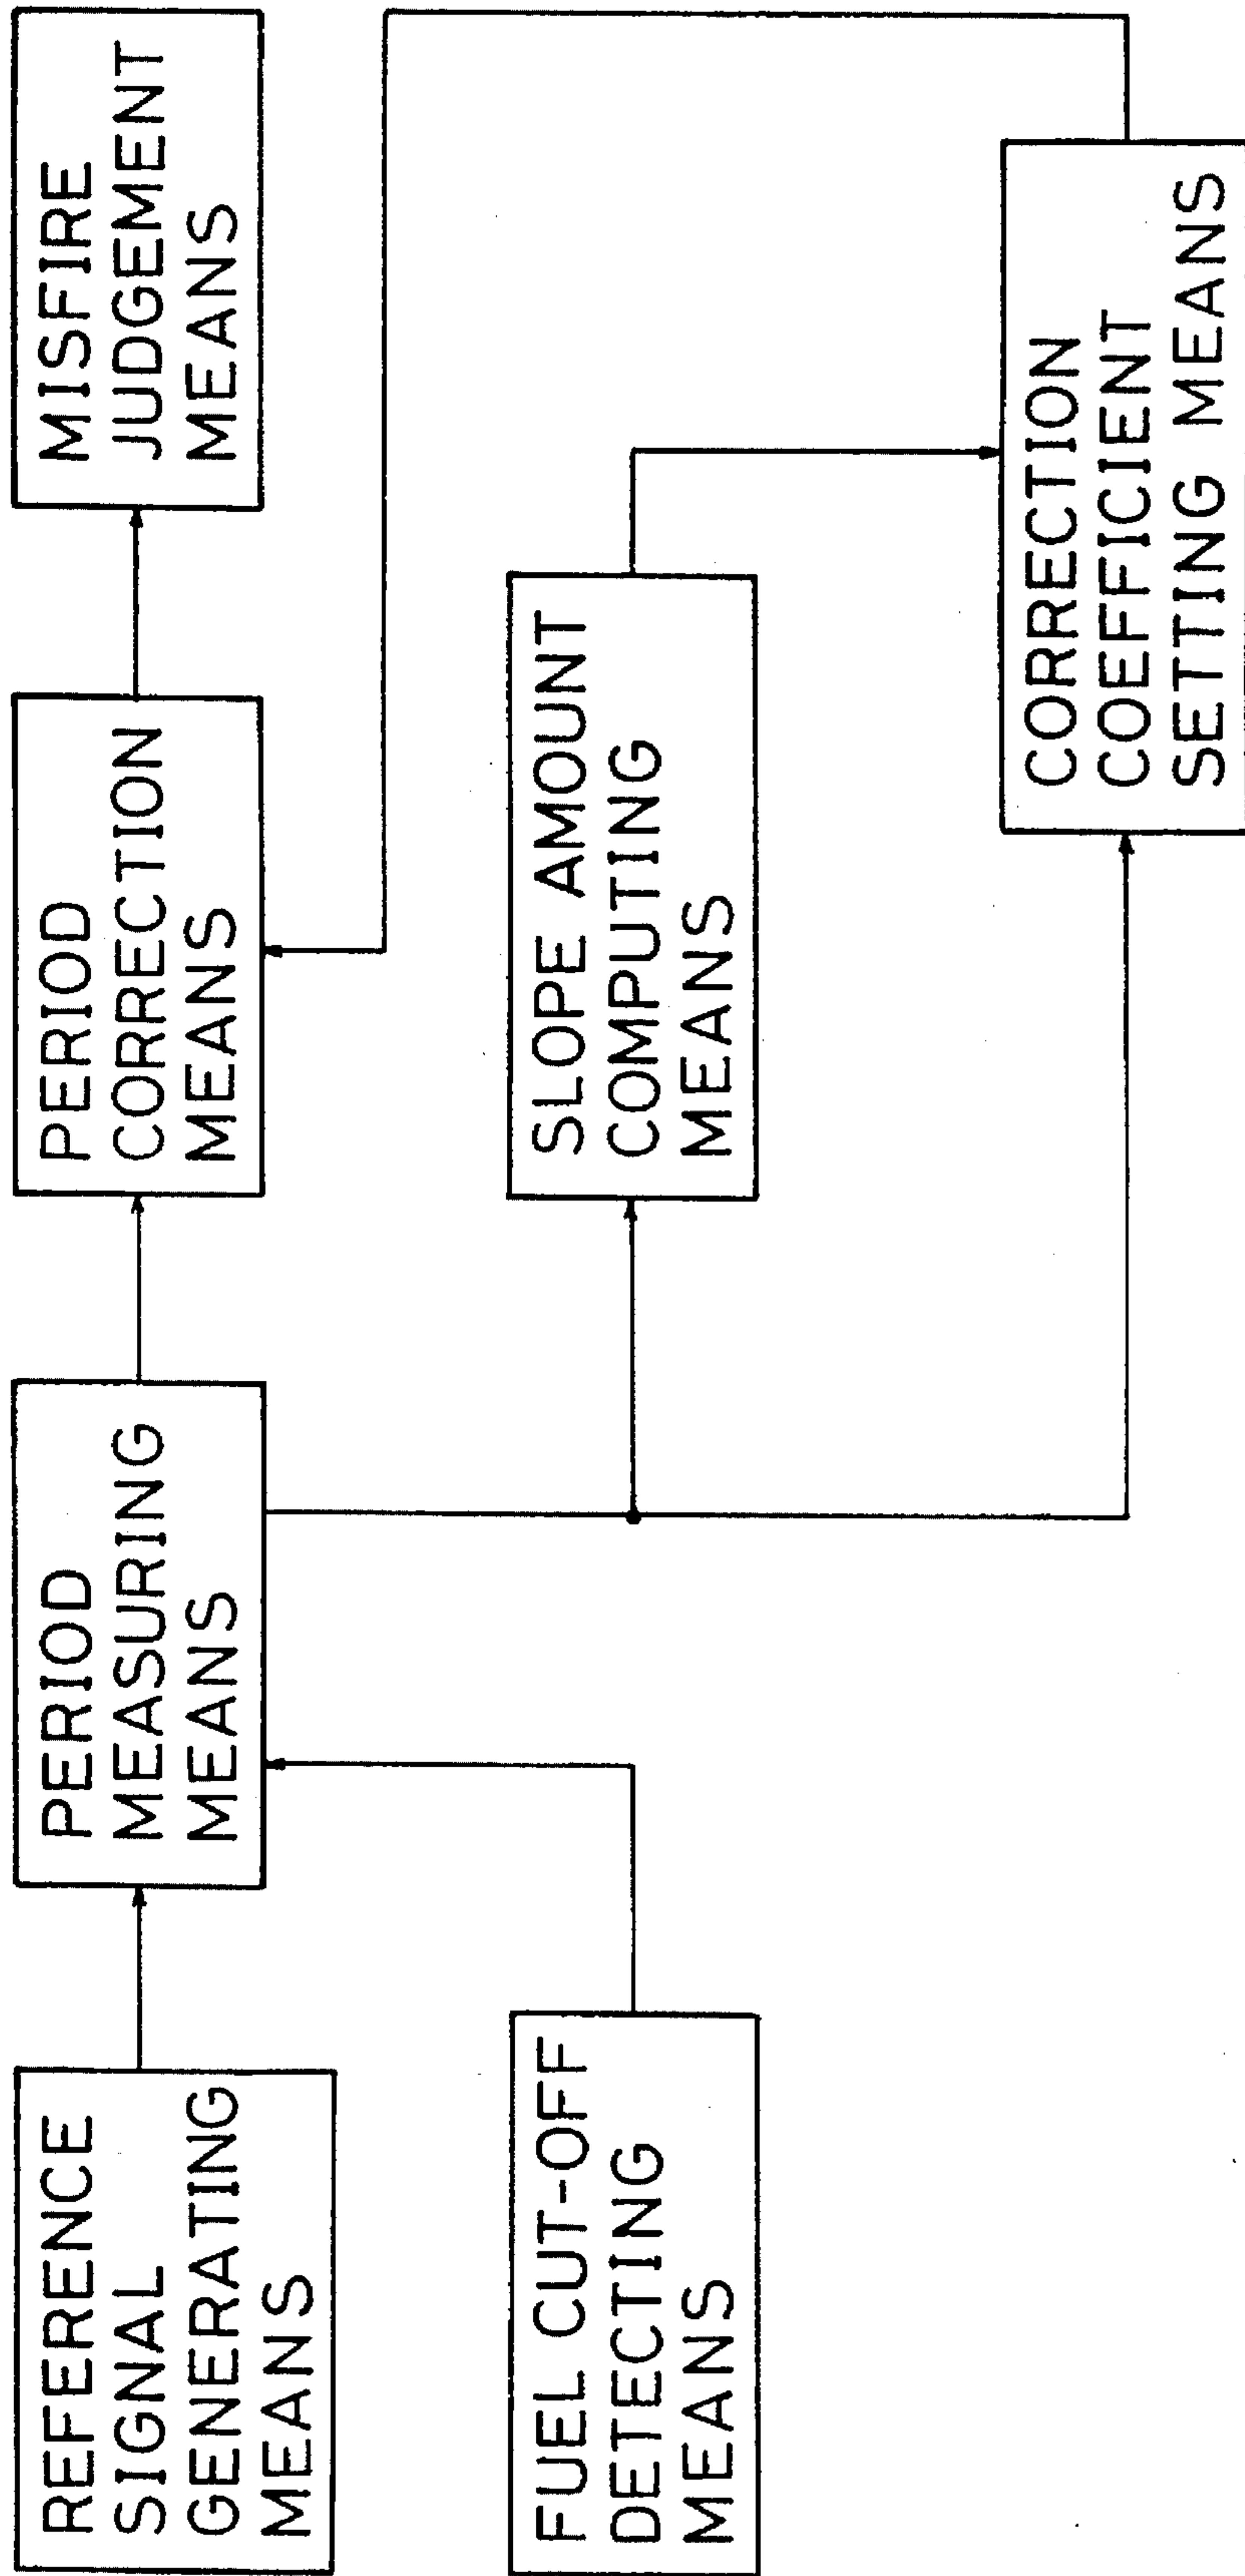 REFERENCE
SIGNAL
GENERATING
MEANS
PERIOD
MEASURING
MEANS
PERIOD
CORRECTION
MEANS
MISFIRE
JUDGEMENT
MEANS
FUEL CUT-OFF
DETECTING
MEANS
SLOPE AMOUNT
COMPUTING
MEANS
CORRECTION
COEFFICIENT
SETTING MEANS